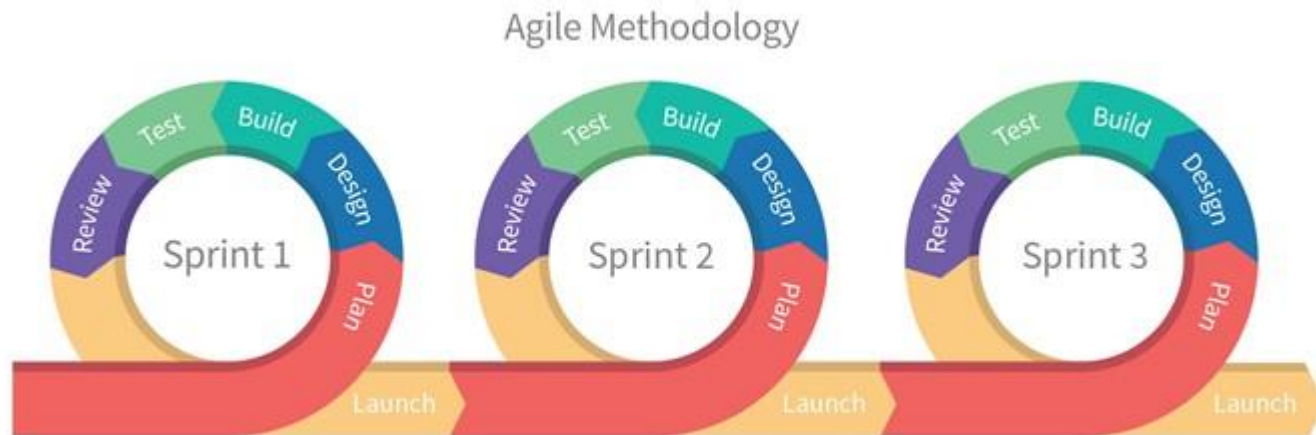 Agile Methodology
Sprint 1
Plan
Design
Build
Test
Review
Launch
Sprint 2
Plan
Design
Build
Test
Review
Launch
Sprint 3
Plan
Design
Build
Test
Review
Launch